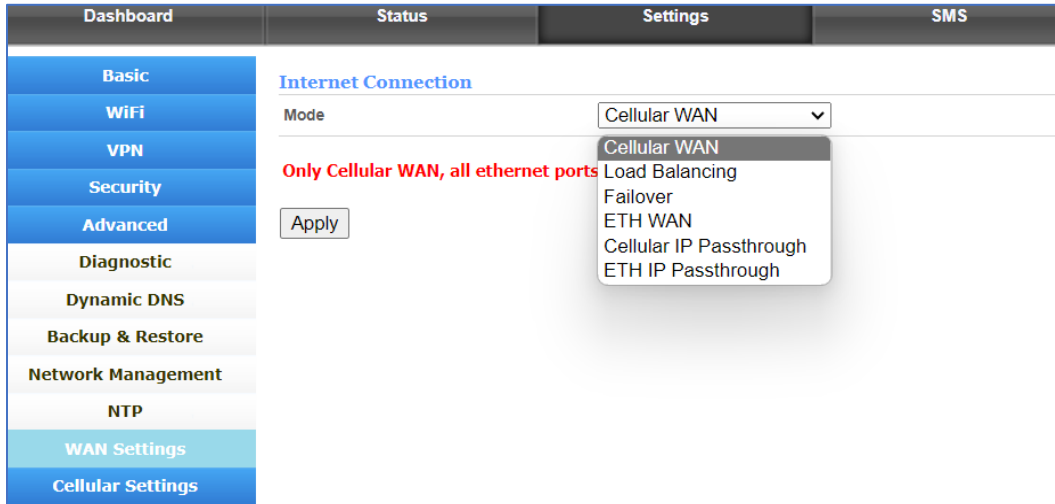 Dashboard Status Settings SMS
Basic
WiFi
VPN
Security
Advanced
Diagnostic
Dynamic DNS
Backup & Restore
Network Management
NTP
WAN Settings
Cellular Settings
Internet Connection
Mode Cellular WAN
Cellular WAN
Load Balancing
Failover
ETH WAN
Cellular IP Passthrough
ETH IP Passthrough
Only Cellular WAN, all ethernet ports
Apply